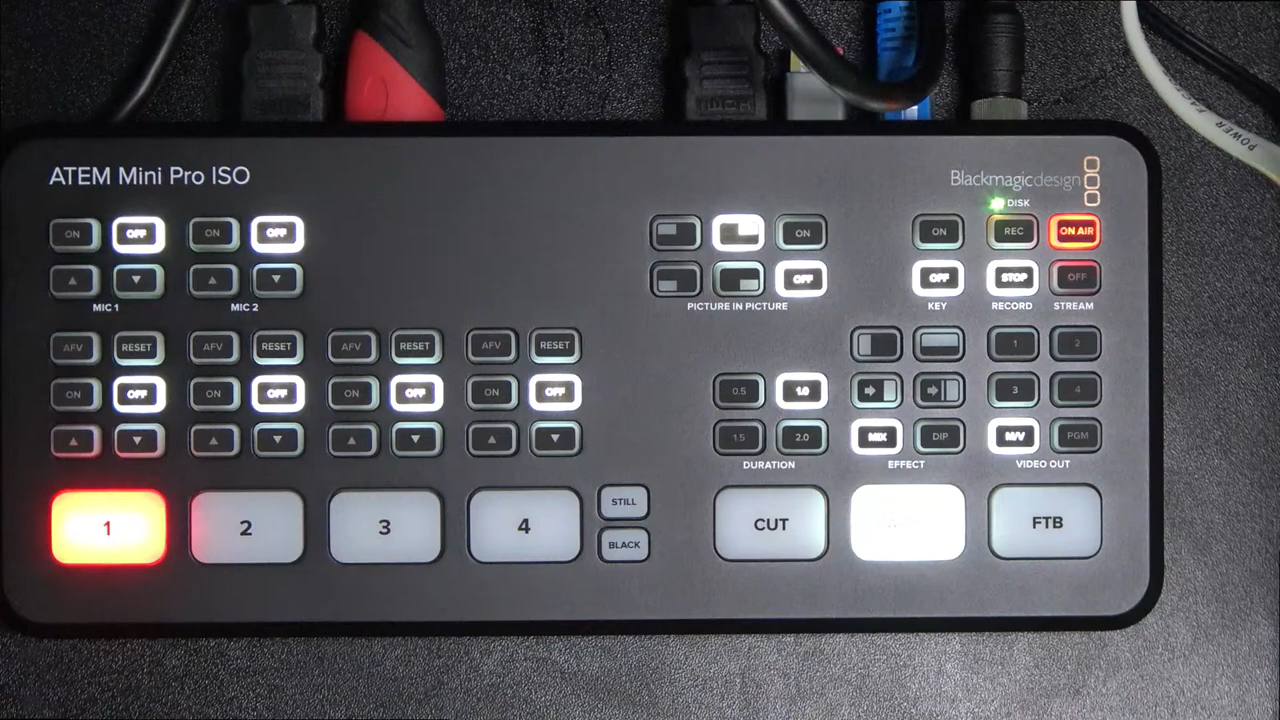 POWER
ATEM Mini Pro ISO
Blackmagicdesign
DISK
ON OFF ON OFF ON ON REC ON AIR
OFF OFF STOP OFF
MIC 1 MIC 2 PICTURE IN PICTURE KEY RECORD STREAM
AFV RESET AFV RESET AFV RESET AFV RESET 1 2
ON OFF ON OFF ON OFF ON OFF 0.5 1.0 3 4
1.5 2.0 MIX DIP M/V PGM
DURATION EFFECT VIDEO OUT
1 2 3 4 STILL CUT FTB
BLACK